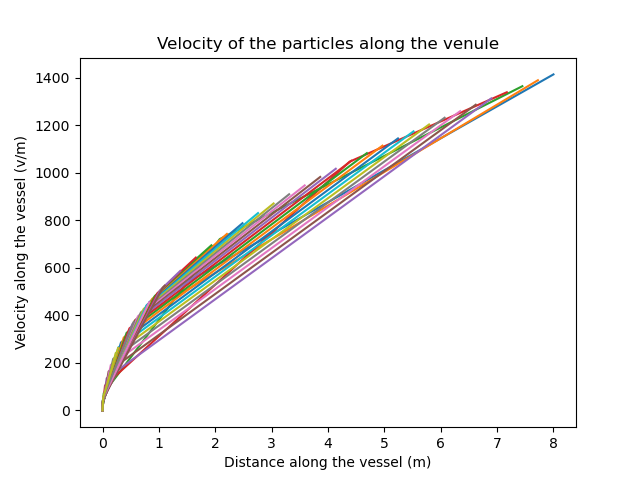 Velocity of the particles along the venule
Velocity along the vessel (v/m)
1400
1200
1000
800
600
400
200
0
0 1 2 3 4 5 6 7 8
Distance along the vessel (m)